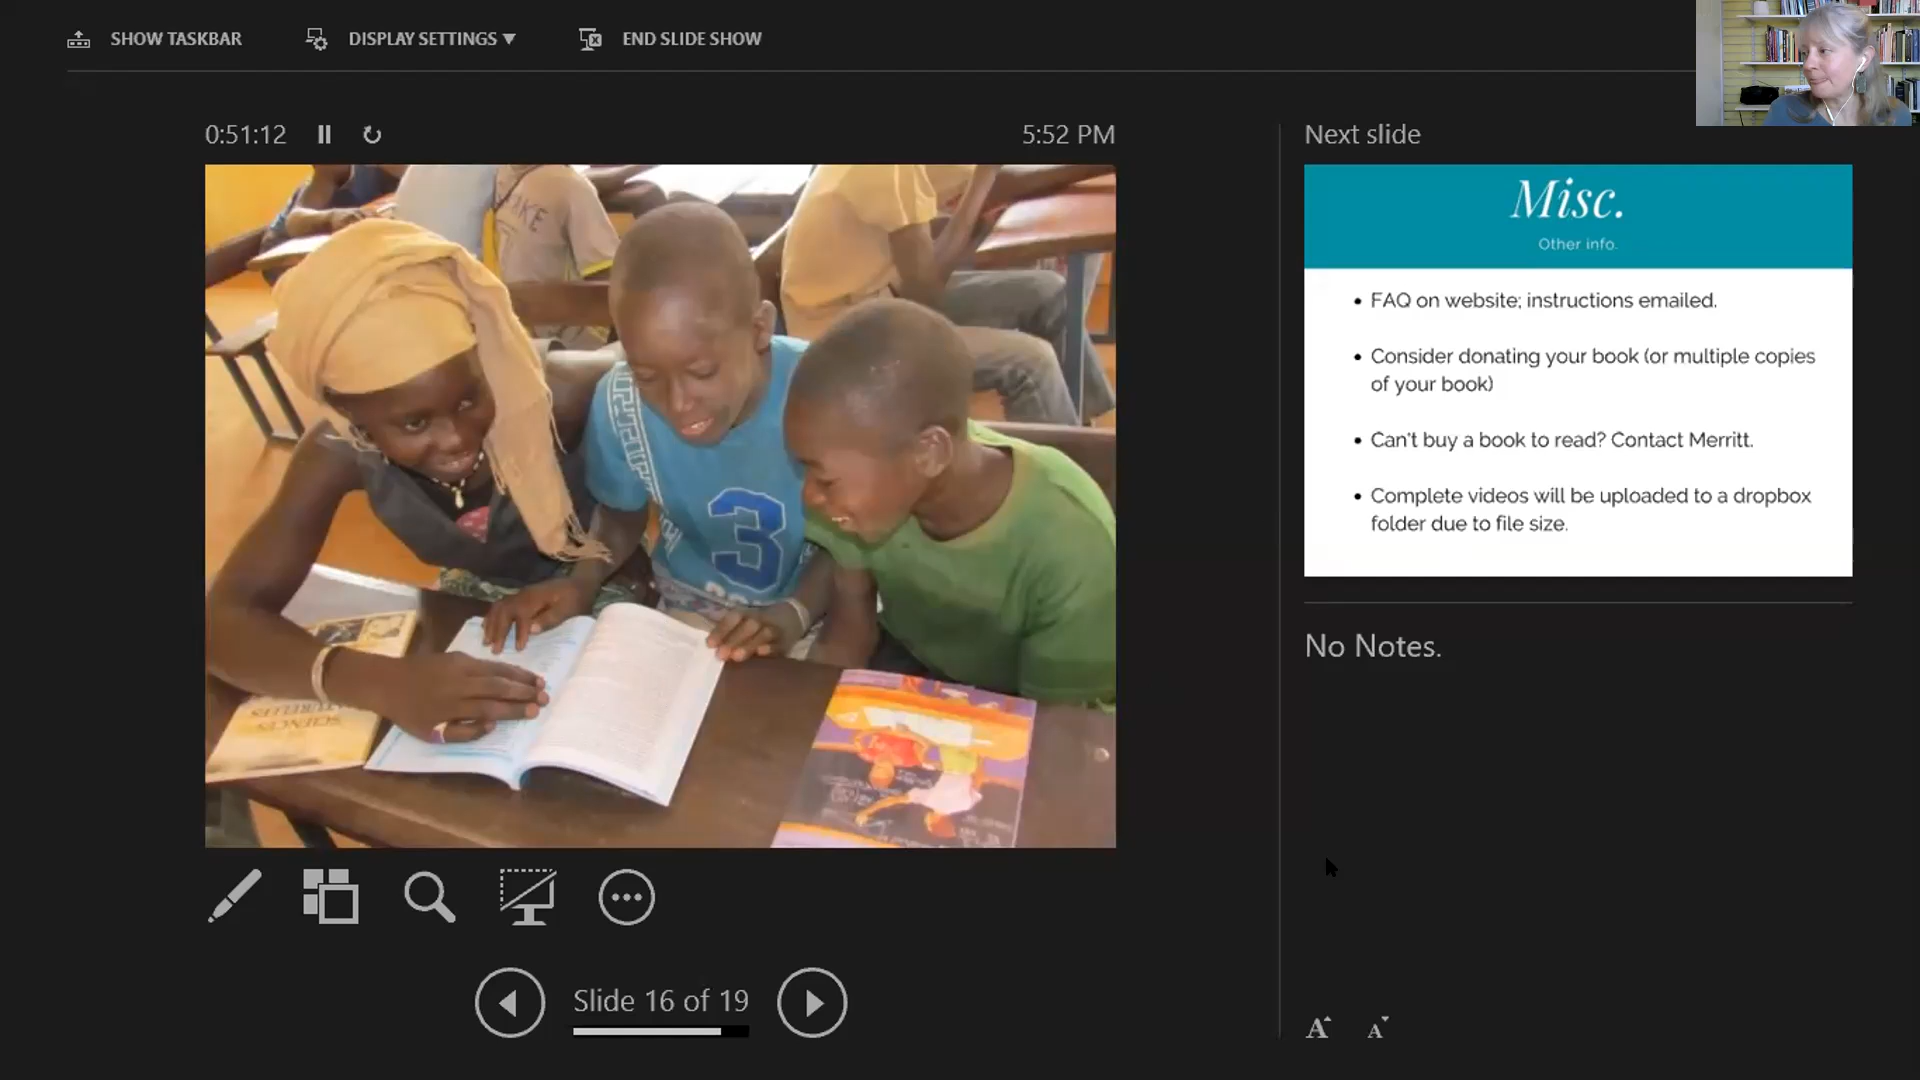 SHOW TASKBAR
DISPLAY SETTINGS ▼
END SLIDE SHOW
0:51:12
5:52 PM
Next slide
3
SCIENCES
Misc.
Other info.
• FAQ on website; instructions emailed.
• Consider donating your book (or multiple copies
of your book)
• Can't buy a book to read? Contact Merritt.
• Complete videos will be uploaded to a dropbox
folder due to file size.
No Notes.
Slide 16 of 19
A
A